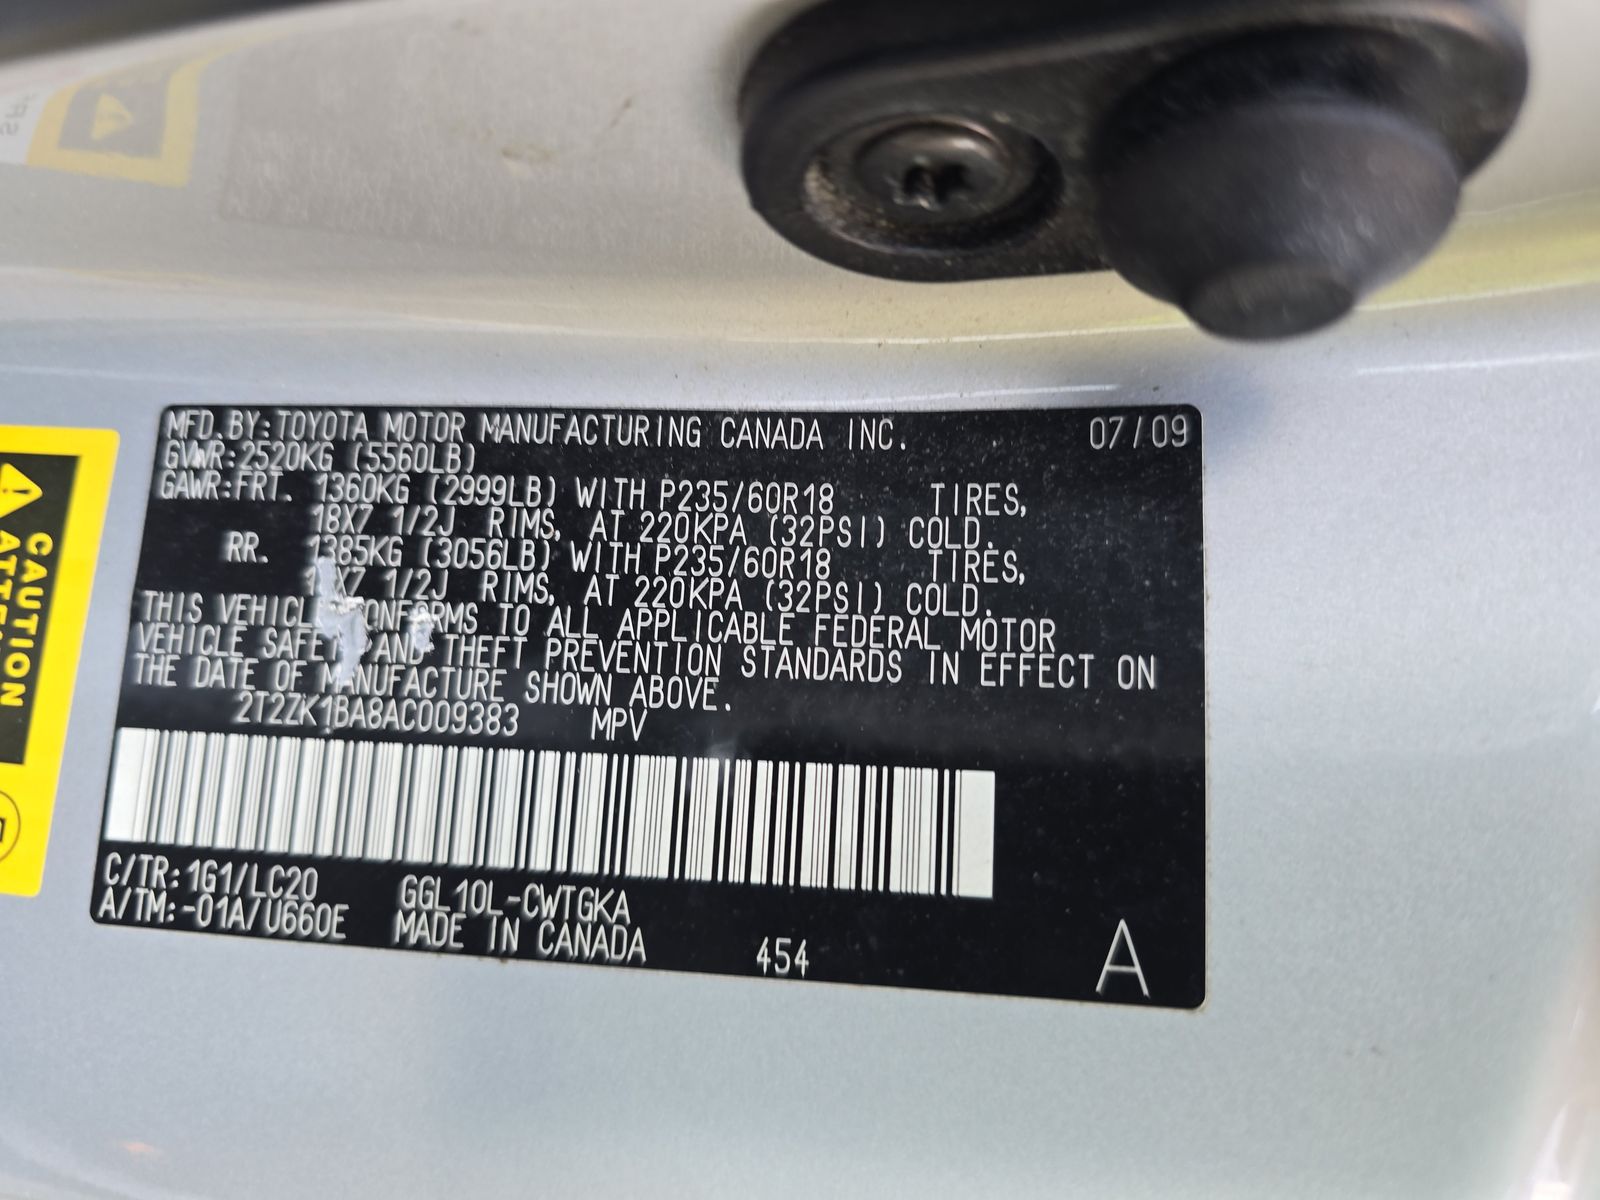 MFD.BY:TOYOTA MOTOR MANUFACTURING CANADA INC. 07/09
GVWR:2520KG (5560LB)
GAWR:FRT. 1360KG (2999LB) WITH P235/60R18 TIRES,
18X7 1/2J RIMS, AT 220KPA (32PSI) COLD.
RR. 1385KG (3056LB) WITH P235/60R18 TIRES,
18X7 1/2J RIMS, AT 220KPA (32PSI) COLD.
THIS VEHICLE CONFORMS TO ALL APPLICABLE FEDERAL MOTOR
VEHICLE SAFETY AND THEFT PREVENTION STANDARDS IN EFFECT ON
THE DATE OF MANUFACTURE SHOWN ABOVE.
2T2ZK1BA8AC009383 MPV
C/TR:1G1/LC20 GGL10L-CWTGKA
A/TM:-01A/U660E MADE IN CANADA 454 A
CAUTION